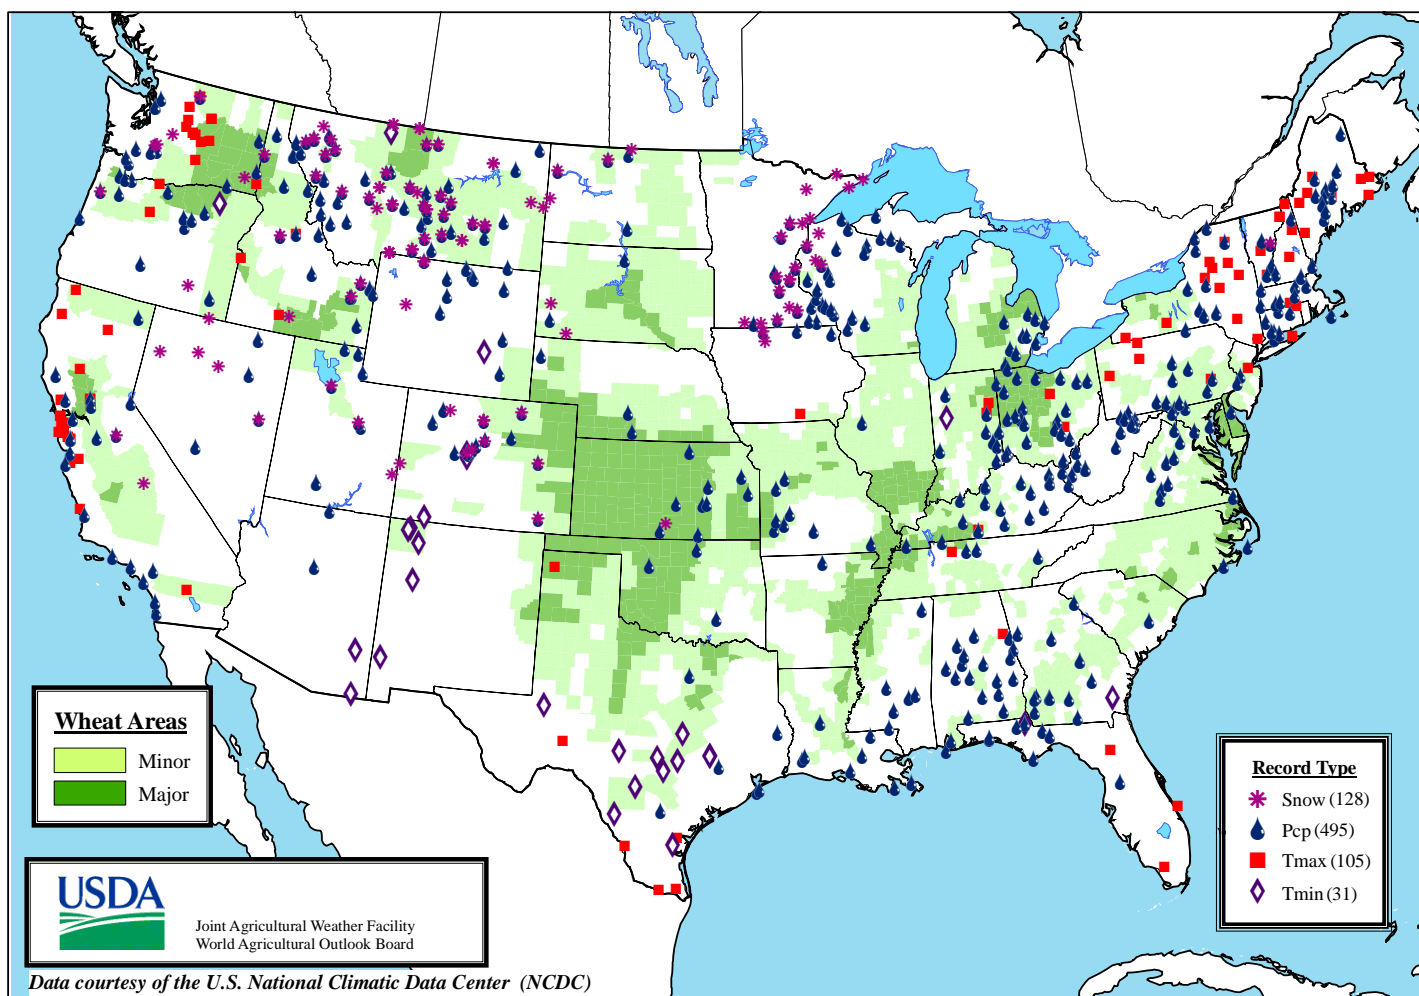 Wheat Areas
Minor
Major
Record Type
Snow (128)
Pcp (495)
Tmax (105)
Tmin (31)
USDA
Joint Agricultural Weather Facility
World Agricultural Outlook Board
Data courtesy of the U.S. National Climatic Data Center (NCDC)